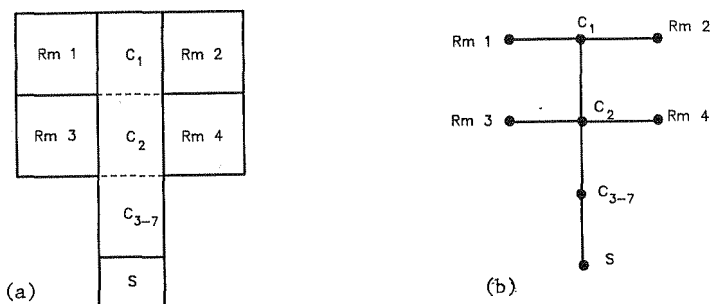 Rm 1 C₁ Rm 2
Rm 3 C₂ Rm 4
C₃₋₇
S
(a)
C₁
Rm 1 Rm 2
C₂
Rm 3 Rm 4
C₃₋₇
S
(b)